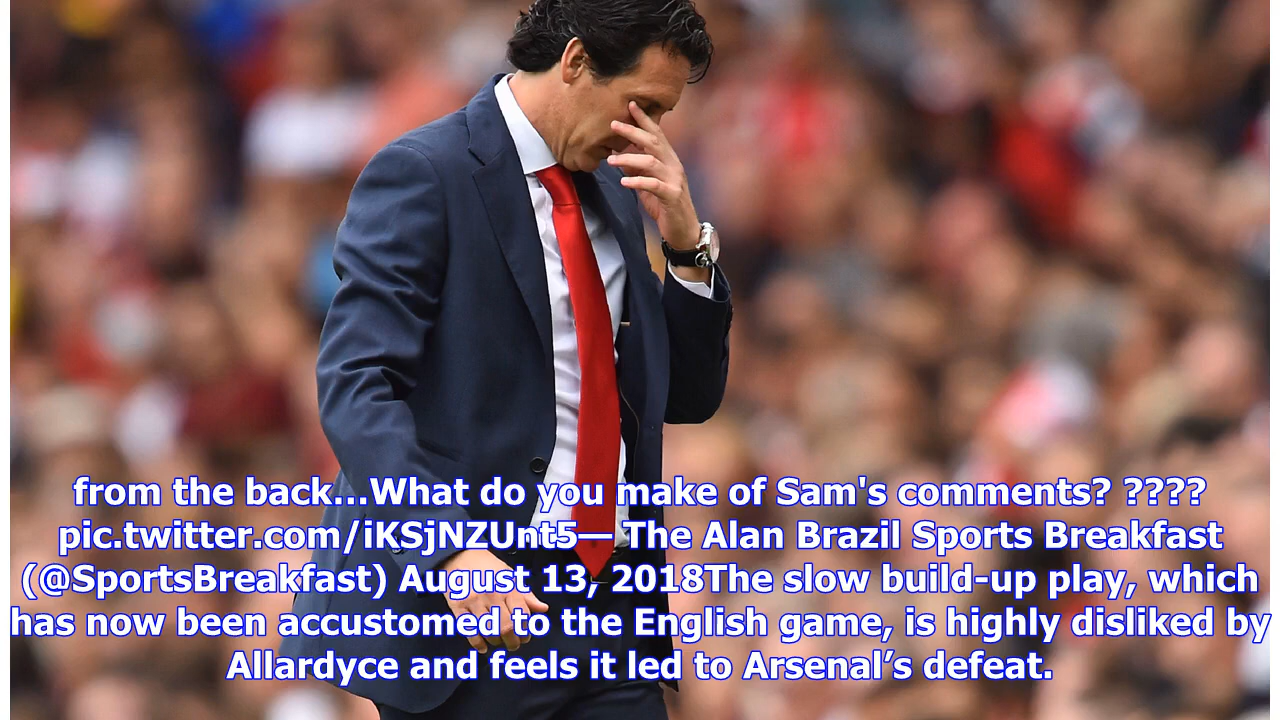 from the back...What do you make of Sam's comments? ????
pic.twitter.com/iKSjNZUnt5— The Alan Brazil Sports Breakfast
(@SportsBreakfast) August 13, 2018The slow build-up play, which
has now been accustomed to the English game, is highly disliked by
Allardyce and feels it led to Arsenal’s defeat.